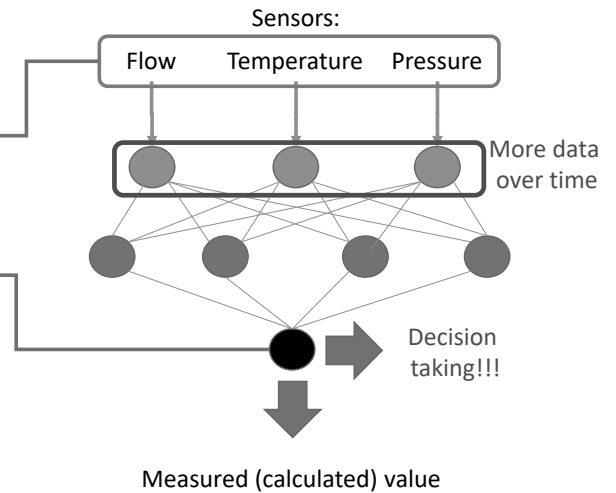 Sensors:
Flow Temperature Pressure
More data
over time
Decision
taking!!!
Measured (calculated) value